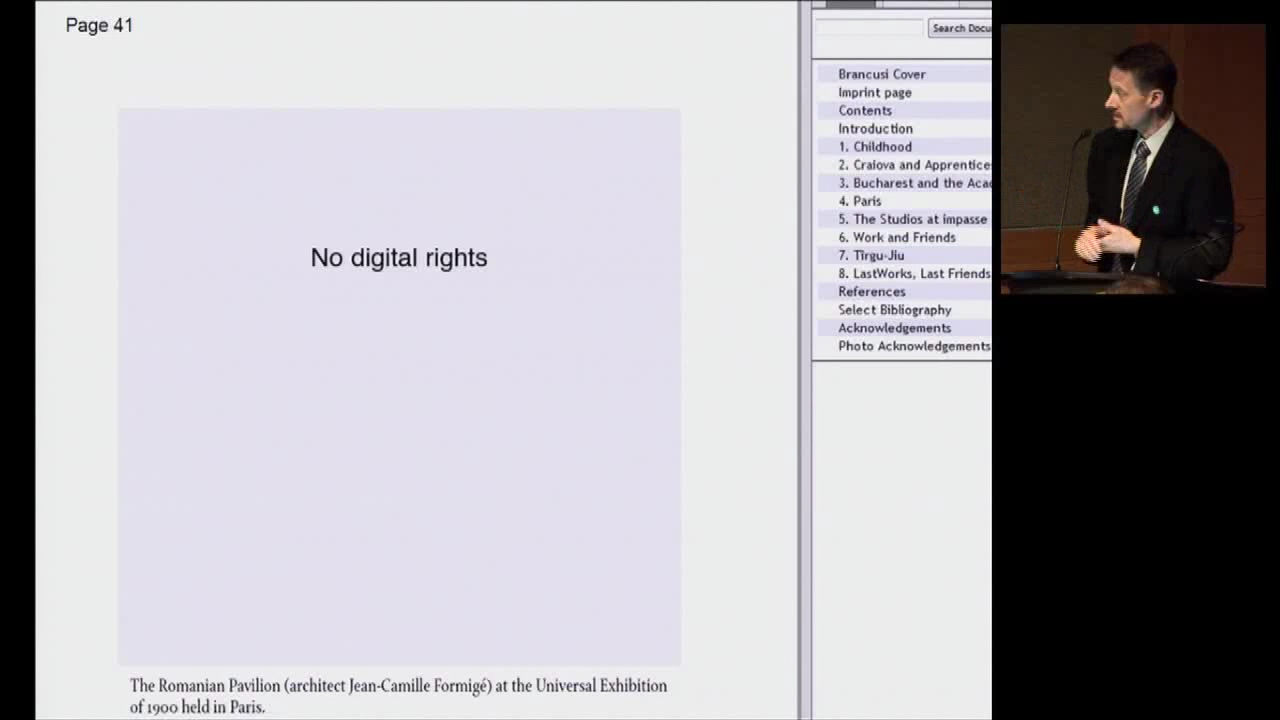 Page 41
No digital rights
The Romanian Pavilion (architect Jean-Camille Formigé) at the Universal Exhibition
of 1900 held in Paris.
Search Docu
Brancusi Cover
Imprint page
Contents
Introduction
1. Childhood
2. Craiova and Apprentices
3. Bucharest and the Aca
4. Paris
5. The Studios at impasse
6. Work and Friends
7. Tîrgu-Jiu
8. LastWorks, Last Friends
References
Select Bibliography
Acknowledgements
Photo Acknowledgements